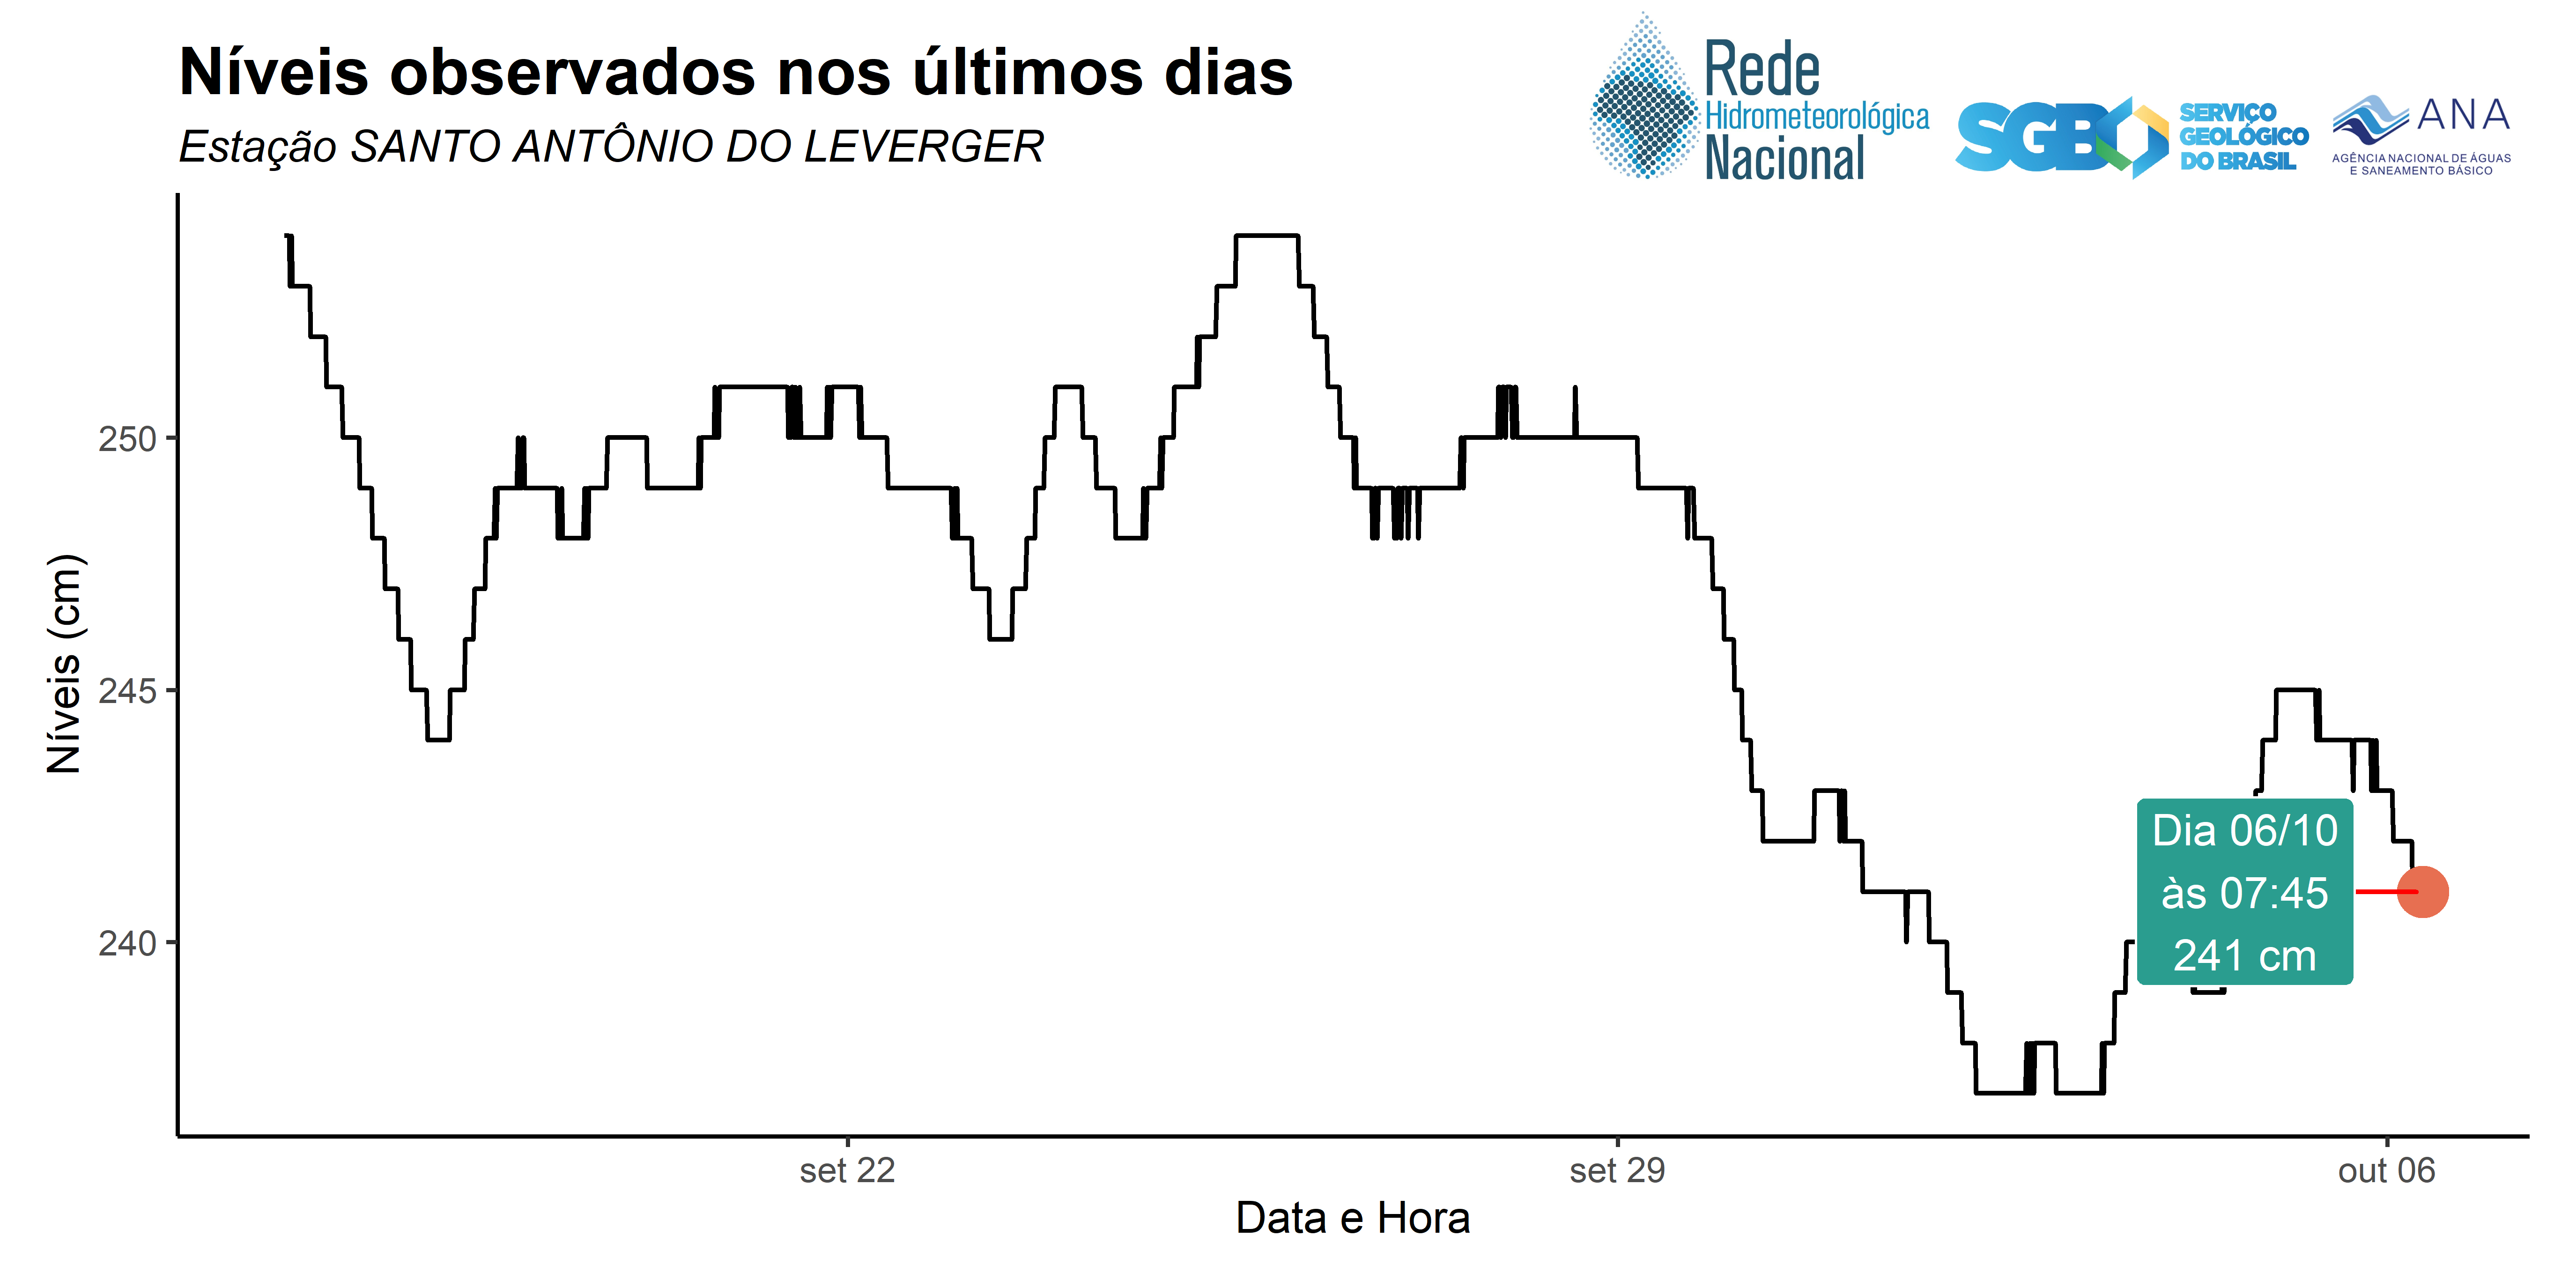 Níveis observados nos últimos dias
Estação SANTO ANTÔNIO DO LEVERGER
Rede
Hidrometeorológica
Nacional
SGB
SERVIÇO
GEOLÓGICO
DO BRASIL
ANA
AGÊNCIA NACIONAL DE ÁGUAS
E SANEAMENTO BÁSICO
Níveis (cm)
250
245
240
Dia 06/10
às 07:45
241 cm
set 22
set 29
out 06
Data e Hora